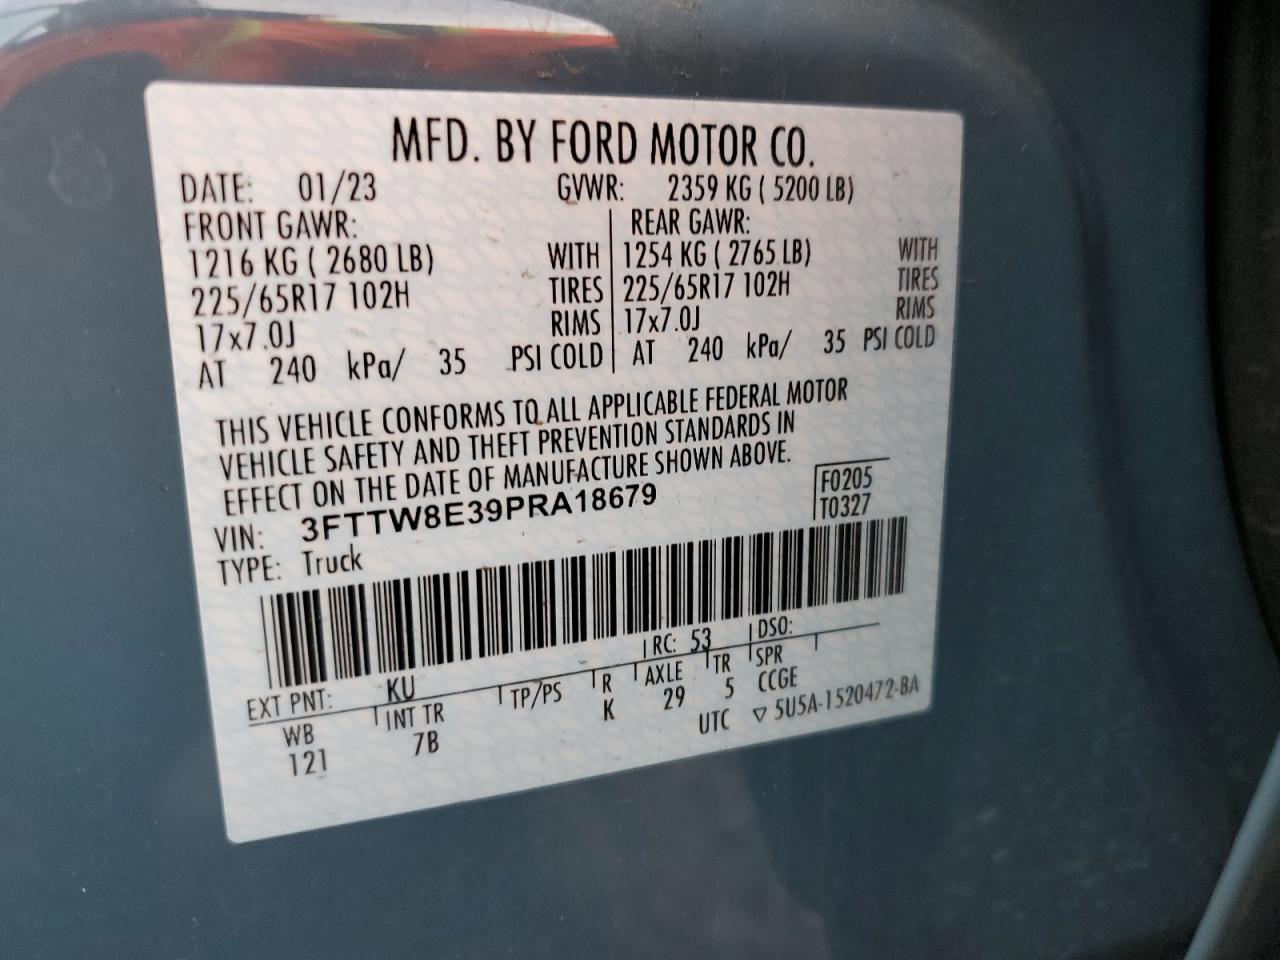 MFD. BY FORD MOTOR CO.
DATE: 01/23 GVWR: 2359 KG ( 5200 LB)
FRONT GAWR: REAR GAWR:
1216 KG ( 2680 LB) WITH 1254 KG ( 2765 LB) WITH
225/65R17 102H TIRES 225/65R17 102H TIRES
17x7.0J RIMS 17x7.0J RIMS
AT 240 kPa/ 35 PSI COLD AT 240 kPa/ 35 PSI COLD
THIS VEHICLE CONFORMS TO ALL APPLICABLE FEDERAL MOTOR
VEHICLE SAFETY AND THEFT PREVENTION STANDARDS IN
EFFECT ON THE DATE OF MANUFACTURE SHOWN ABOVE.
F0205
VIN: 3FTTW8E39PRA18679
T0327
TYPE: Truck
RC: 53 DSO:
EXT PNT: KU
WB INT TR TP/PS R AXLE TR SPR
121 7B K 29 5 CCGE
UTC ▽ 5U5A-1520472-BA